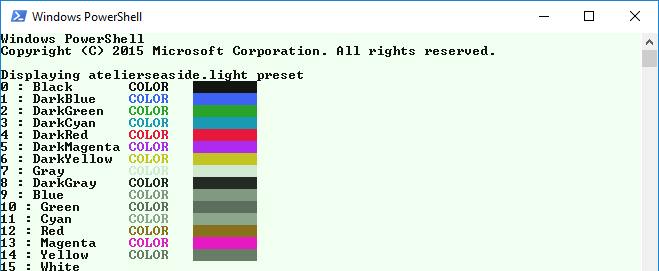 Windows PowerShell
Windows PowerShell
Copyright (C) 2015 Microsoft Corporation. All rights reserved.
Displaying atelierseaside.light preset
0 : Black COLOR
1 : DarkBlue COLOR
2 : DarkGreen COLOR
3 : DarkCyan COLOR
4 : DarkRed COLOR
5 : DarkMagenta COLOR
6 : DarkYellow COLOR
7 : Gray COLOR
8 : DarkGray COLOR
9 : Blue COLOR
10 : Green COLOR
11 : Cyan COLOR
12 : Red COLOR
13 : Magenta COLOR
14 : Yellow COLOR
15 : White